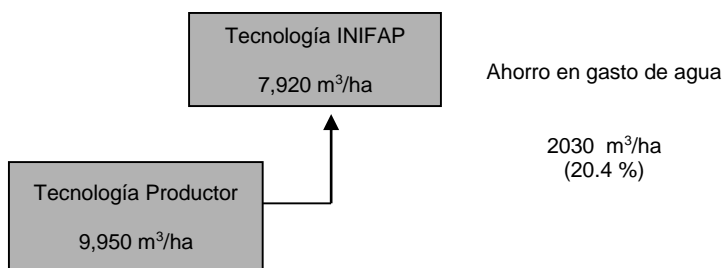 Tecnología INIFAP
7,920 m³/ha
Ahorro en gasto de agua
2030 m³/ha
(20.4 %)
Tecnología Productor
9,950 m³/ha